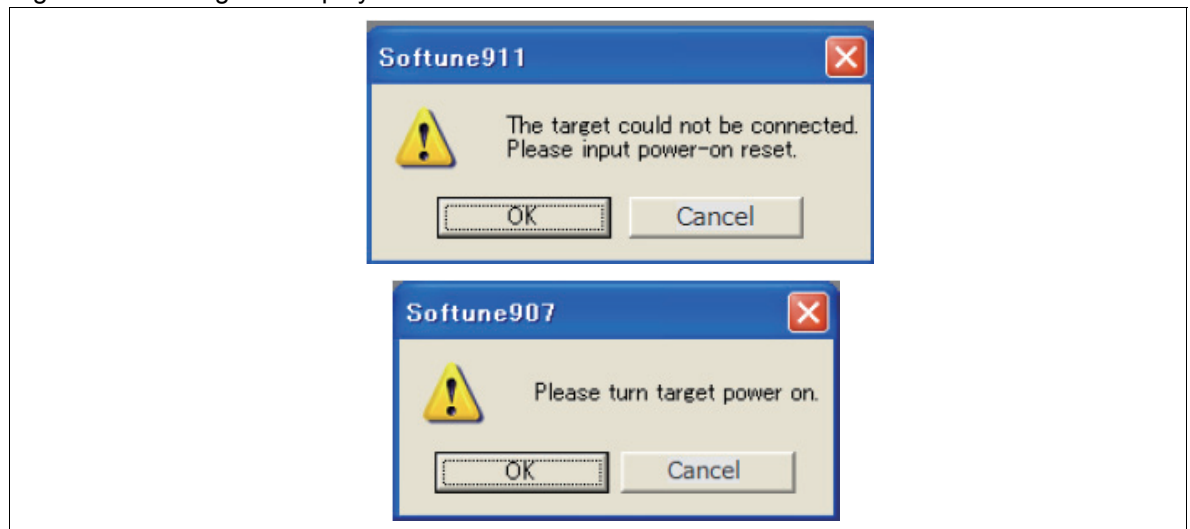 Softune911
The target could not be connected.
Please input power-on reset.
OK
Cancel
Softune907
Please turn target power on.
OK
Cancel